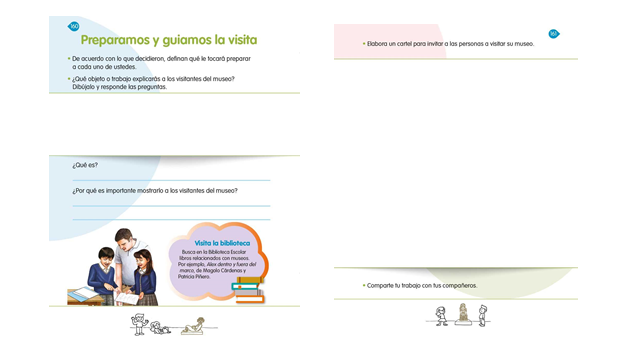 160
Preparamos y guiamos la visita
• De acuerdo con lo que decidieron, definan qué le tocará preparar
a cada uno de ustedes.
• ¿Qué objeto o trabajo explicarás a los visitantes del museo?
Dibújalo y responde las preguntas.
¿Qué es?
¿Por qué es importante mostrarlo a los visitantes del museo?
Visita la biblioteca
Busca en la Biblioteca Escolar
libros relacionados con museos.
Por ejemplo, Alex dentro y fuera del
marco, de Magola Cárdenas y
Patricia Piñero.
161
• Elabora un cartel para invitar a las personas a visitar su museo.
• Comparte tu trabajo con tus compañeros.